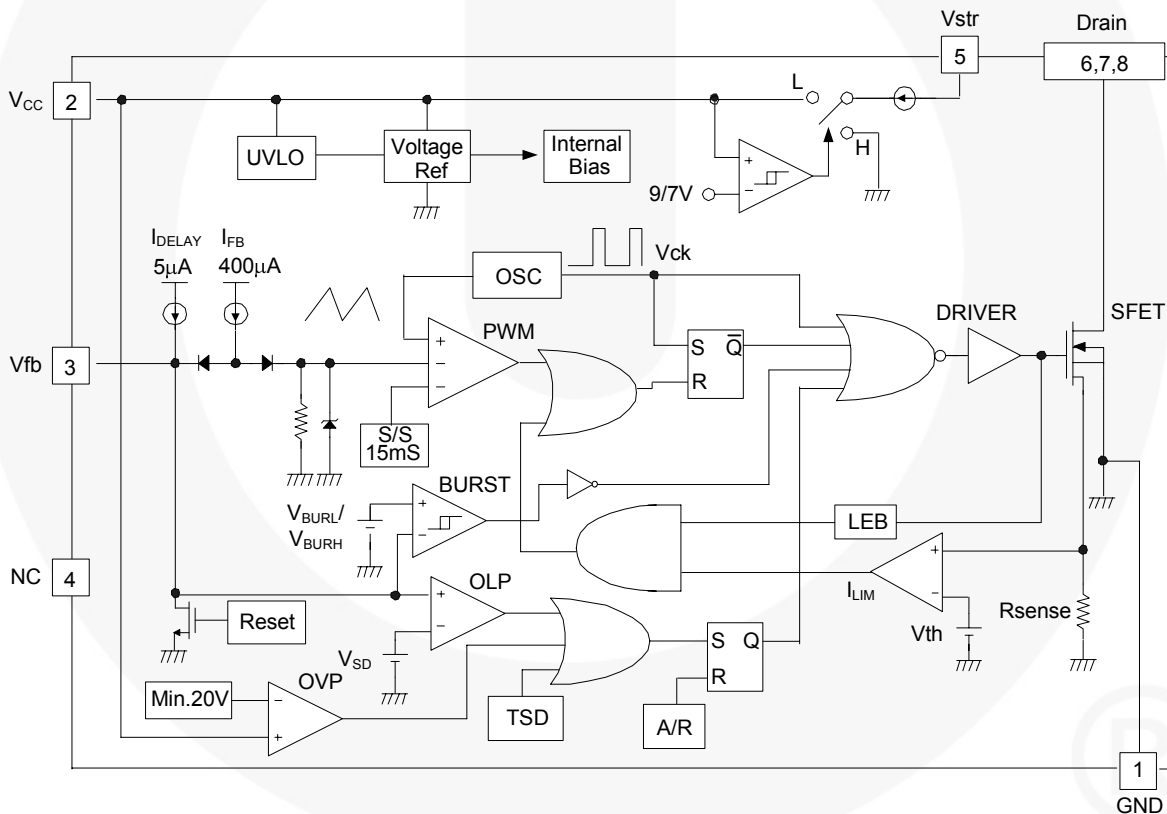 Vstr
Drain
5
6,7,8
VCC
2
L
UVLO
Voltage
Ref
Internal
Bias
H
+
−
9/7V
IDELAY
5μA
IFB
400μA
OSC
Vck
PWM
DRIVER
SFET
+
−
−
S
Q̅
R
Vfb
3
S/S
15mS
BURST
VBURL/
VBURH
+
−
LEB
NC
4
OLP
+
−
ILIM
+
−
Rsense
Vth
Reset
VSD
S
Q
R
OVP
Min.20V
−
+
TSD
A/R
1
GND
®